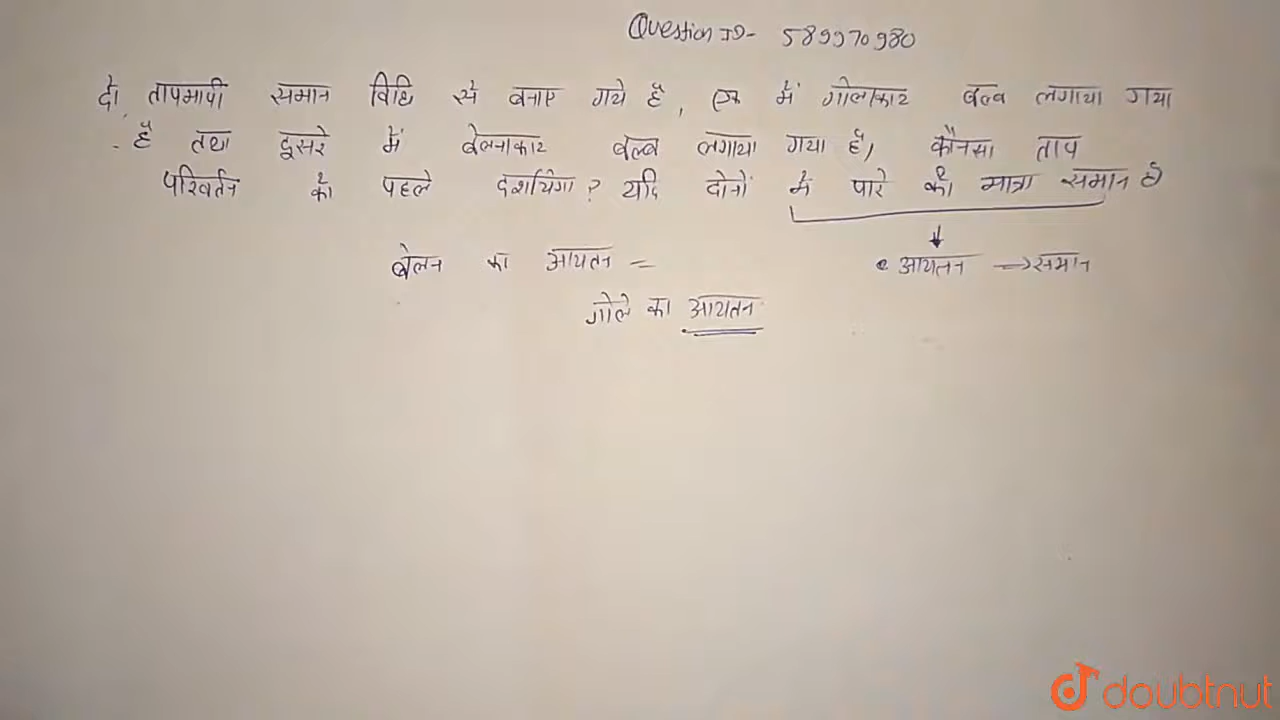 Question ID- 589970980
दो तापमापी समान विधि से बनाए गये है, एक में गोलाकार बल्ब लगाया गया
है तथा दूसरे में बेलनाकार बल्ब लगाया गया है, कौनसा ताप
परिवर्तन को पहले दर्शायेगा? यदि दोनों में पारे की मात्रा समान है
बेलन का आयतन =
आयतन => समान
गोले का आयतन
doubtnut